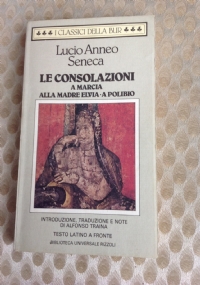 I CLASSICI DELLA BUR
Lucio Anneo
Seneca
LE CONSOLAZIONI
A MARCIA
ALLA MADRE ELVIA · A POLIBIO
INTRODUZIONE, TRADUZIONE E NOTE
DI ALFONSO TRAINA
TESTO LATINO A FRONTE
BIBLIOTECA UNIVERSALE RIZZOLI